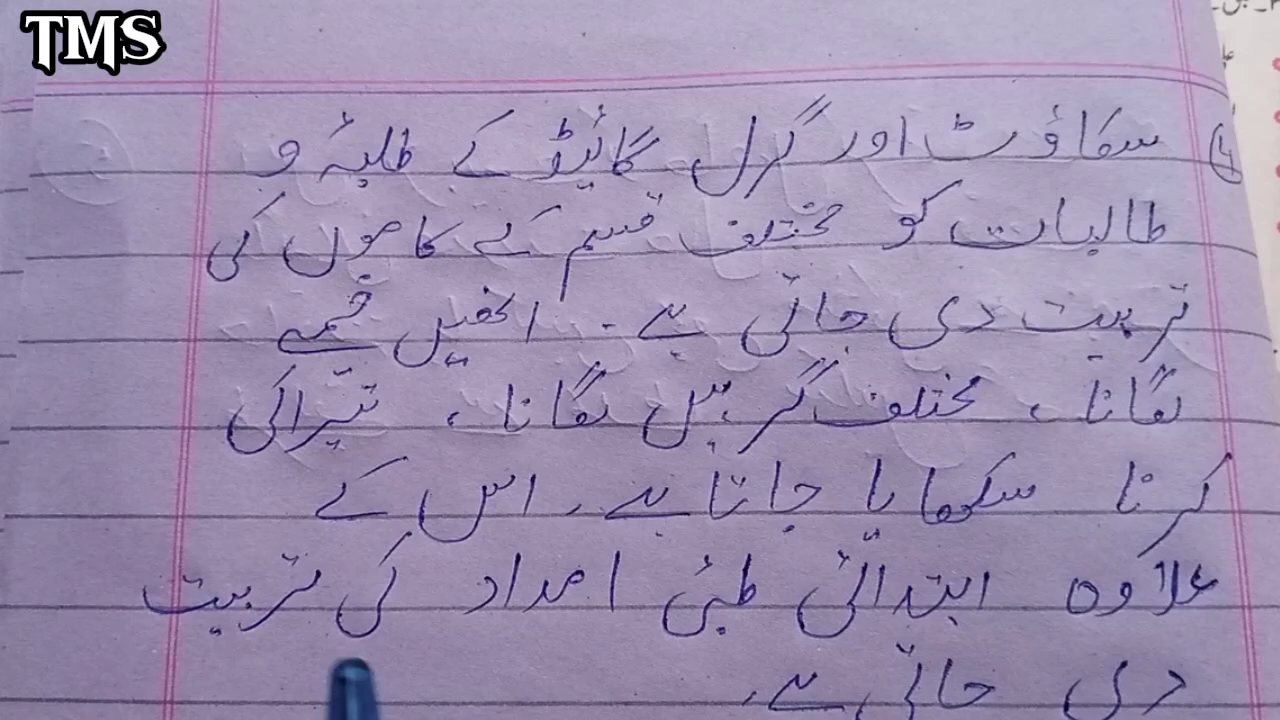 TMS
(4) سکاؤٹ اور گرل گائیڈ کے طلبہ و
طالبات کو مختلف قسم کے کاموں کی
تربیت دی جاتی ہے۔ انھیں خیمے
لگانا، مختلف گرہیں لگانا، تیراکی
کرنا سکھایا جاتا ہے۔ اس کے
علاوہ ابتدائی طبی امداد کی تربیت
دی جاتی ہے۔